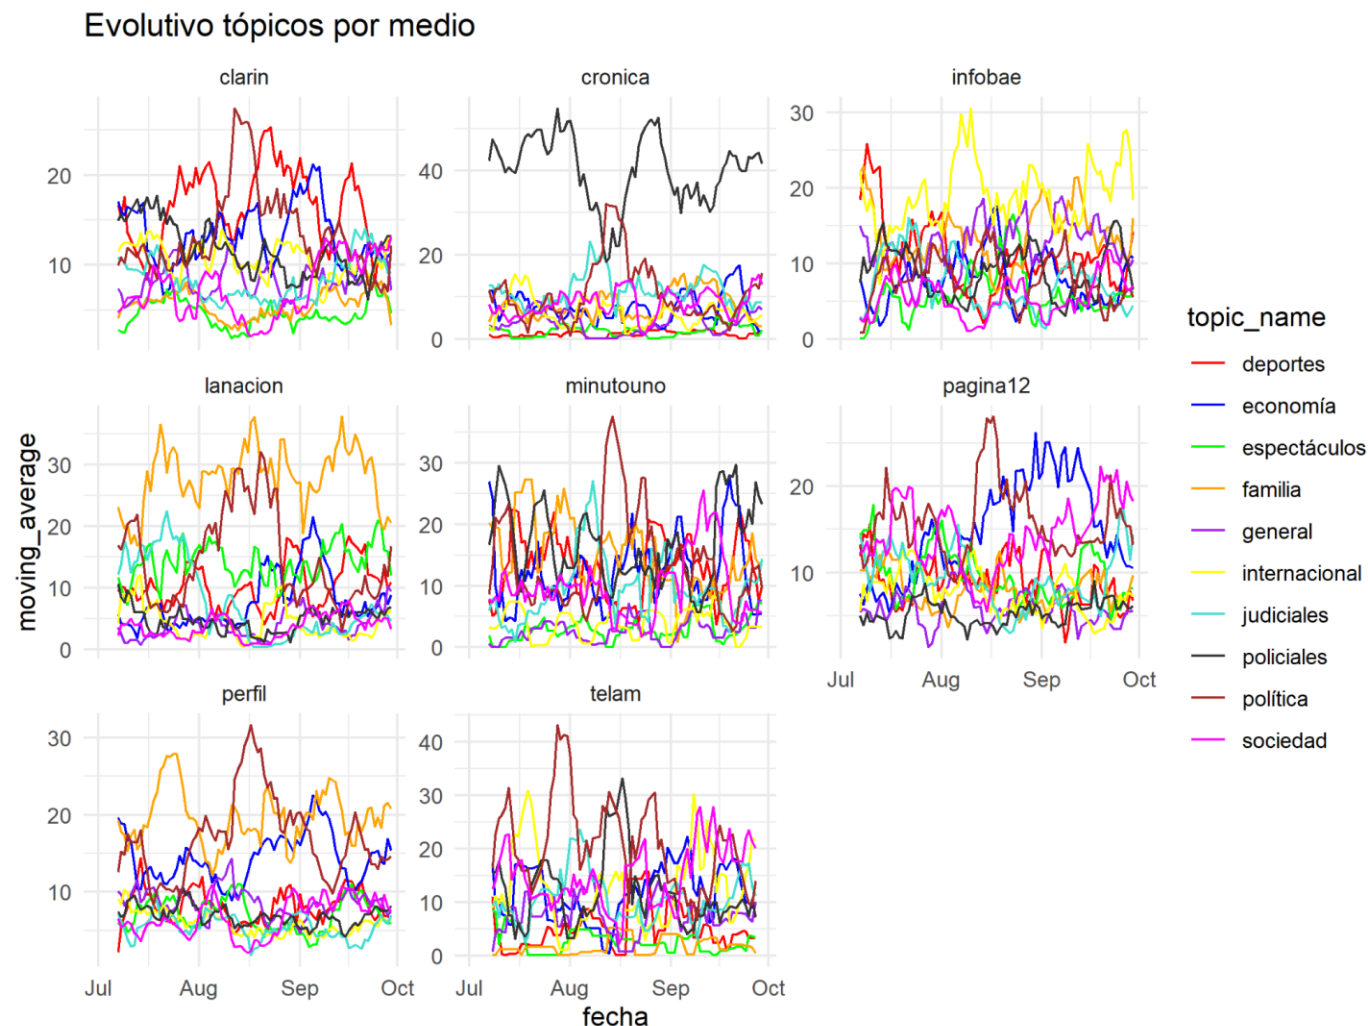 Evolutivo tópicos por medio
clarin
cronica
infobae
20
10
40
20
0
30
20
10
0
lanacion
minutouno
pagina12
30
20
10
0
30
20
10
0
20
10
Jul
Aug
Sep
Oct
perfil
telam
30
20
10
40
30
20
10
0
Jul
Aug
Sep
Oct
Jul
Aug
Sep
Oct
moving_average
fecha
topic_name
deportes
economía
espectáculos
familia
general
internacional
judiciales
policiales
política
sociedad